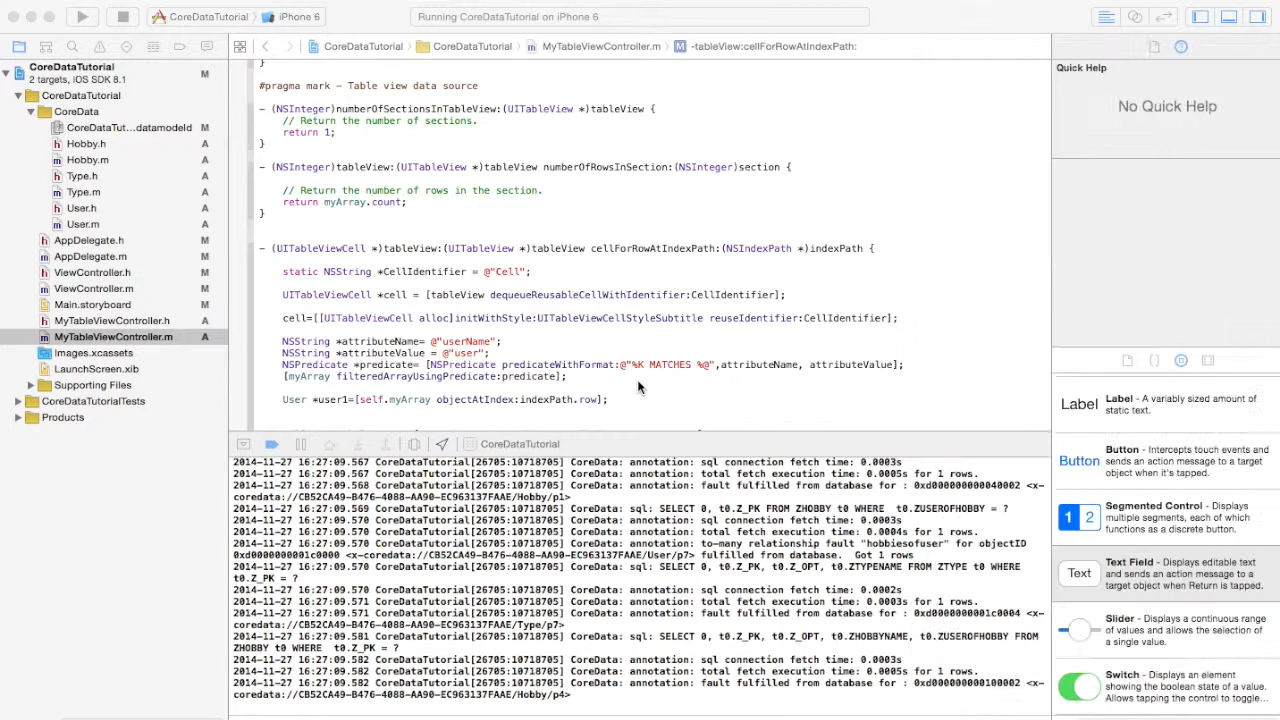 CoreDataTutorial
iPhone 6
Running CoreDataTutorial on iPhone 6
CoreDataTutorial
2 targets, iOS SDK 8.1
M
CoreDataTutorial
CoreData
CoreDataTut...datamodeld
M
Hobby.h
A
Hobby.m
A
Type.h
A
Type.m
A
User.h
A
User.m
A
AppDelegate.h
M
AppDelegate.m
M
ViewController.h
M
ViewController.m
M
Main.storyboard
M
MyTableViewController.h
A
MyTableViewController.m
A
Images.xcassets
LaunchScreen.xib
Supporting Files
CoreDataTutorialTests
Products
CoreDataTutorial
CoreDataTutorial
MyTableViewController.m
M
-tableView:cellForRowAtIndexPath:
}
#pragma mark - Table view data source
- (NSInteger)numberOfSectionsInTableView:(UITableView *)tableView {
// Return the number of sections.
return 1;
}
- (NSInteger)tableView:(UITableView *)tableView numberOfRowsInSection:(NSInteger)section {
// Return the number of rows in the section.
return myArray.count;
}
- (UITableViewCell *)tableView:(UITableView *)tableView cellForRowAtIndexPath:(NSIndexPath *)indexPath {
static NSString *CellIdentifier = @"Cell";
UITableViewCell *cell = [tableView dequeueReusableCellWithIdentifier:CellIdentifier];
cell=[[UITableViewCell alloc]initWithStyle:UITableViewCellStyleSubtitle reuseIdentifier:CellIdentifier];
NSString *attributeName= @"userName";
NSString *attributeValue = @"user";
NSPredicate *predicate= [NSPredicate predicateWithFormat:@"%K MATCHES %@",attributeName, attributeValue];
[myArray filteredArrayUsingPredicate:predicate];
User *user1=[self.myArray objectAtIndex:indexPath.row];
CoreDataTutorial
2014-11-27 16:27:09.567 CoreDataTutorial[26705:10718705] CoreData: annotation: sql connection fetch time: 0.0003s
2014-11-27 16:27:09.567 CoreDataTutorial[26705:10718705] CoreData: annotation: total fetch execution time: 0.0005s for 1 rows.
2014-11-27 16:27:09.568 CoreDataTutorial[26705:10718705] CoreData: annotation: fault fulfilled from database for : 0xd000000000040002 <x-
coredata://CB52CA49-B476-4088-AA90-EC963137FAAE/Hobby/p1>
2014-11-27 16:27:09.569 CoreDataTutorial[26705:10718705] CoreData: sql: SELECT 0, t0.Z_PK FROM ZHOBBY t0 WHERE  t0.ZUSEROFHOBBY = ?
2014-11-27 16:27:09.570 CoreDataTutorial[26705:10718705] CoreData: annotation: sql connection fetch time: 0.0003s
2014-11-27 16:27:09.570 CoreDataTutorial[26705:10718705] CoreData: annotation: total fetch execution time: 0.0004s for 1 rows.
2014-11-27 16:27:09.570 CoreDataTutorial[26705:10718705] CoreData: annotation: to-many relationship fault "hobbiesofuser" for objectID
0xd0000000001c0000 <x-coredata://CB52CA49-B476-4088-AA90-EC963137FAAE/User/p7> fulfilled from database.  Got 1 rows
2014-11-27 16:27:09.570 CoreDataTutorial[26705:10718705] CoreData: sql: SELECT 0, t0.Z_PK, t0.Z_OPT, t0.ZTYPENAME FROM ZTYPE t0 WHERE
t0.Z_PK = ?
2014-11-27 16:27:09.570 CoreDataTutorial[26705:10718705] CoreData: annotation: sql connection fetch time: 0.0002s
2014-11-27 16:27:09.571 CoreDataTutorial[26705:10718705] CoreData: annotation: total fetch execution time: 0.0003s for 1 rows.
2014-11-27 16:27:09.571 CoreDataTutorial[26705:10718705] CoreData: annotation: fault fulfilled from database for : 0xd0000000001c0004 <x-
coredata://CB52CA49-B476-4088-AA90-EC963137FAAE/Type/p7>
2014-11-27 16:27:09.581 CoreDataTutorial[26705:10718705] CoreData: sql: SELECT 0, t0.Z_PK, t0.Z_OPT, t0.ZHOBBYNAME, t0.ZUSEROFHOBBY FROM
ZHOBBY t0 WHERE  t0.Z_PK = ?
2014-11-27 16:27:09.582 CoreDataTutorial[26705:10718705] CoreData: annotation: sql connection fetch time: 0.0003s
2014-11-27 16:27:09.582 CoreDataTutorial[26705:10718705] CoreData: annotation: total fetch execution time: 0.0005s for 1 rows.
2014-11-27 16:27:09.582 CoreDataTutorial[26705:10718705] CoreData: annotation: fault fulfilled from database for : 0xd000000000100002 <x-
coredata://CB52CA49-B476-4088-AA90-EC963137FAAE/Hobby/p4>
Quick Help
No Quick Help
Label
Label - A variably sized amount of
static text.
Button
Button - Intercepts touch events and
sends an action message to a target
object when it's tapped.
1 2
Segmented Control - Displays
multiple segments, each of which
functions as a discrete button.
Text
Text Field - Displays editable text
and sends an action message to a
target object when Return is tapped.
Slider - Displays a continuous range
of values and allows the selection of
a single value.
Switch - Displays an element
showing the boolean state of a value.
Allows tapping the control to toggle...